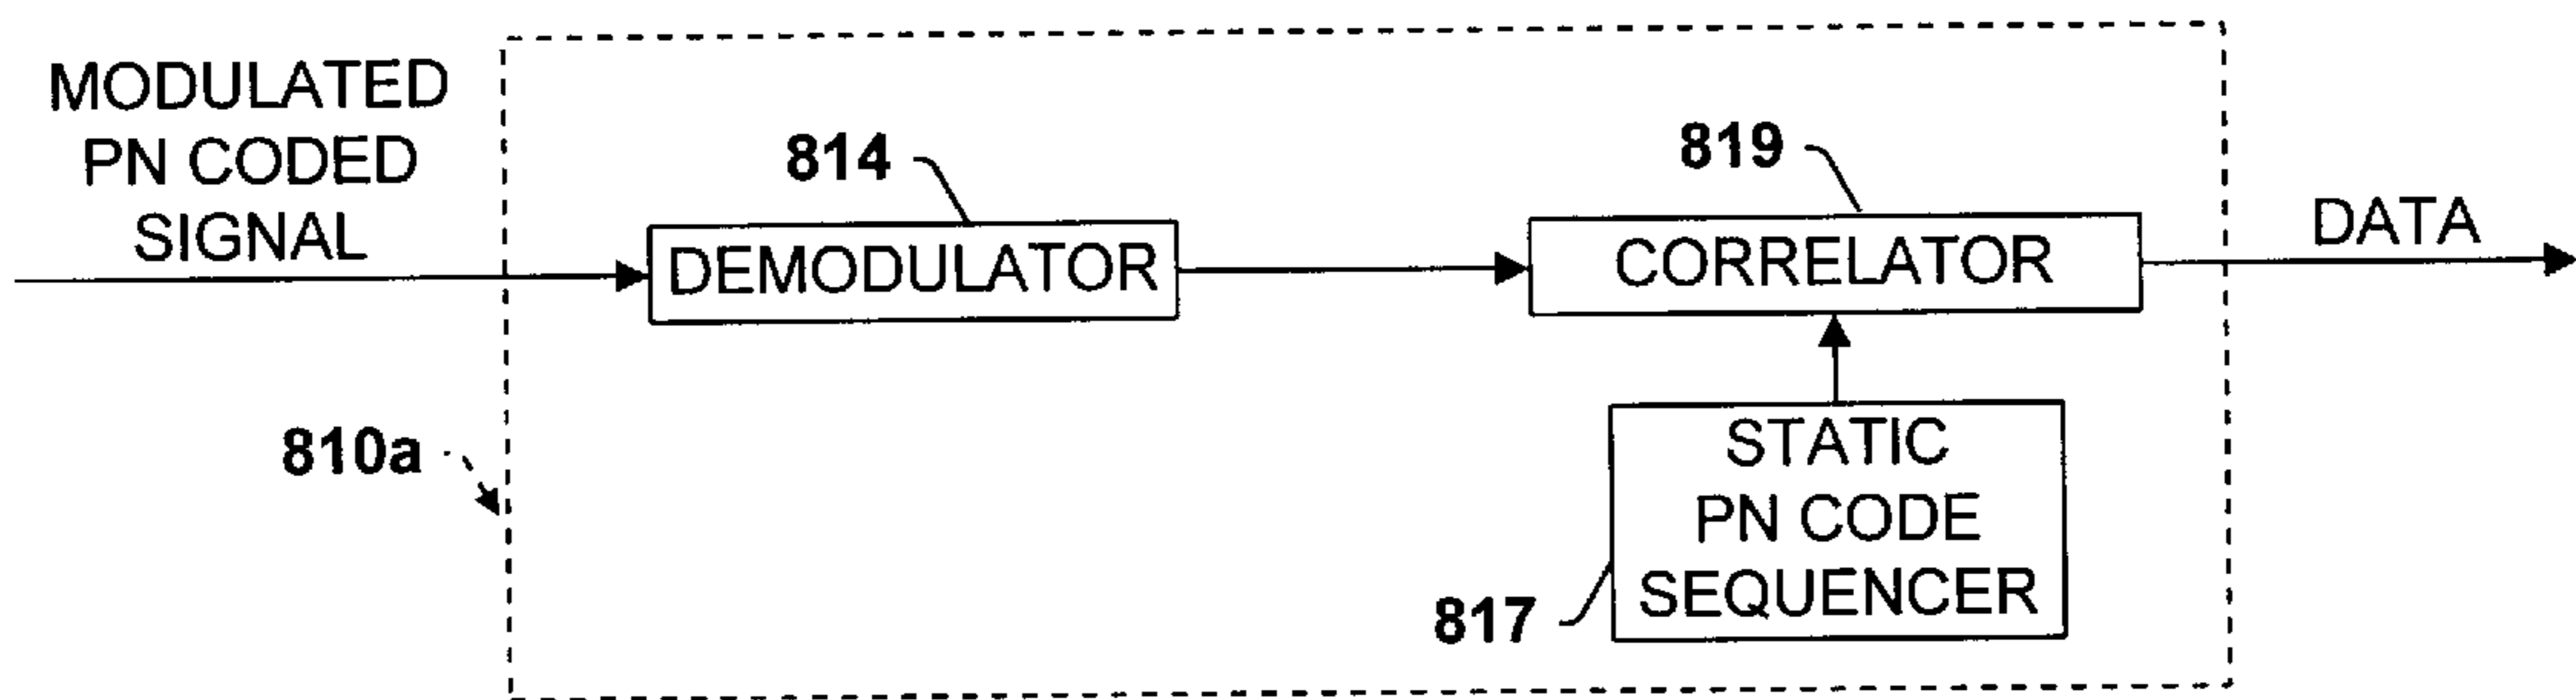 MODULATED
PN CODED
SIGNAL
814
819
DEMODULATOR
CORRELATOR
DATA
810a
STATIC
PN CODE
SEQUENCER
817